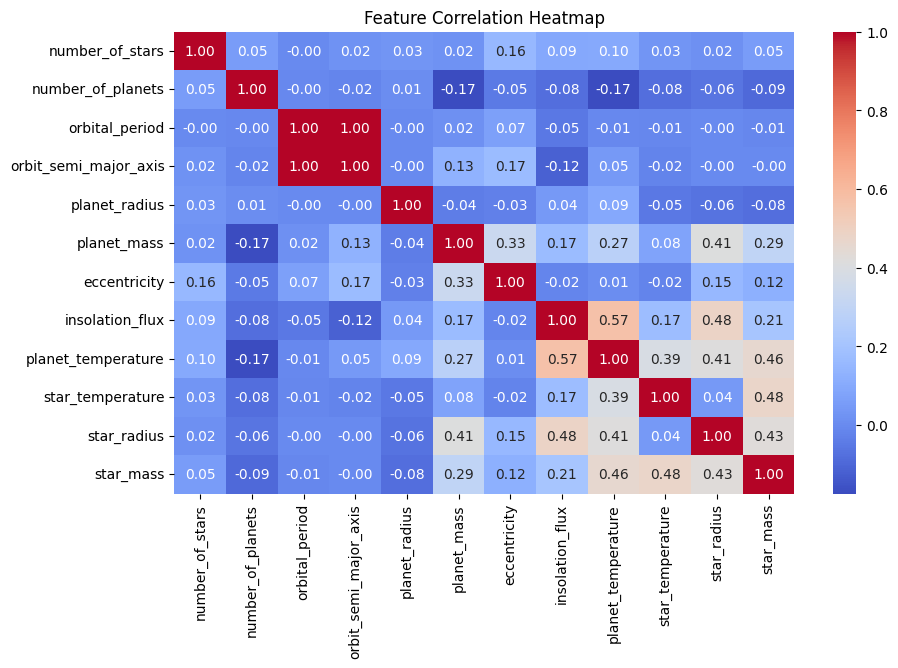 Feature Correlation Heatmap
number_of_stars 1.00 0.05 -0.00 0.02 0.03 0.02 0.16 0.09 0.10 0.03 0.02 0.05
number_of_planets 0.05 1.00 -0.00 -0.02 0.01 -0.17 -0.05 -0.08 -0.17 -0.08 -0.06 -0.09
orbital_period -0.00 -0.00 1.00 1.00 -0.00 0.02 0.07 -0.05 -0.01 -0.01 -0.00 -0.01
orbit_semi_major_axis 0.02 -0.02 1.00 1.00 -0.00 0.13 0.17 -0.12 0.05 -0.02 -0.00 -0.00
planet_radius 0.03 0.01 -0.00 -0.00 1.00 -0.04 -0.03 0.04 0.09 -0.05 -0.06 -0.08
planet_mass 0.02 -0.17 0.02 0.13 -0.04 1.00 0.33 0.17 0.27 0.08 0.41 0.29
eccentricity 0.16 -0.05 0.07 0.17 -0.03 0.33 1.00 -0.02 0.01 -0.02 0.15 0.12
insolation_flux 0.09 -0.08 -0.05 -0.12 0.04 0.17 -0.02 1.00 0.57 0.17 0.48 0.21
planet_temperature 0.10 -0.17 -0.01 0.05 0.09 0.27 0.01 0.57 1.00 0.39 0.41 0.46
star_temperature 0.03 -0.08 -0.01 -0.02 -0.05 0.08 -0.02 0.17 0.39 1.00 0.04 0.48
star_radius 0.02 -0.06 -0.00 -0.00 -0.06 0.41 0.15 0.48 0.41 0.04 1.00 0.43
star_mass 0.05 -0.09 -0.01 -0.00 -0.08 0.29 0.12 0.21 0.46 0.48 0.43 1.00
number_of_stars
number_of_planets
orbital_period
orbit_semi_major_axis
planet_radius
planet_mass
eccentricity
insolation_flux
planet_temperature
star_temperature
star_radius
star_mass
1.0
0.8
0.6
0.4
0.2
0.0